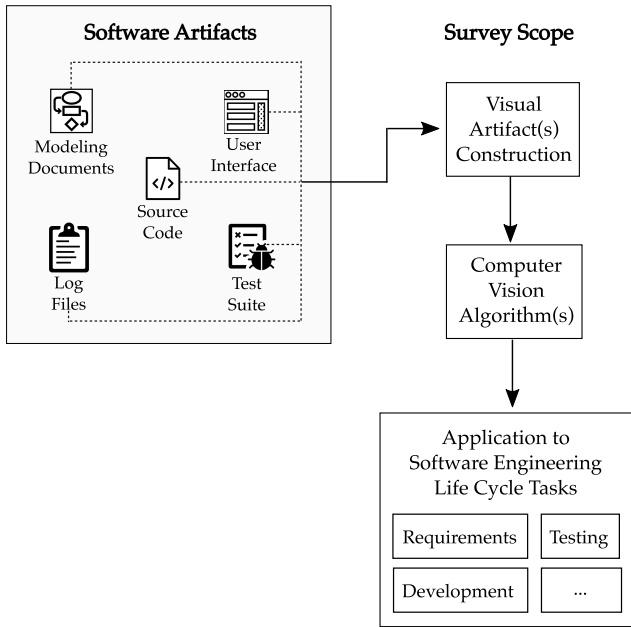 Software Artifacts
Modeling
Documents
User
Interface
</>
Source
Code
Log
Files
Test
Suite
Survey Scope
Visual
Artifact(s)
Construction
Computer
Vision
Algorithm(s)
Application to
Software Engineering
Life Cycle Tasks
Requirements
Testing
Development
...